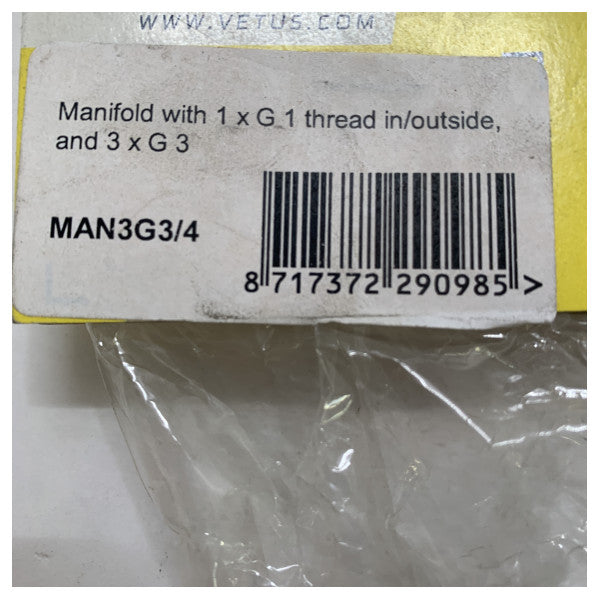 WWW.VETUS.COM
Manifold with 1 x G 1 thread in/outside,
and 3 x G 3
MAN3G3/4
8 717372 290985 >